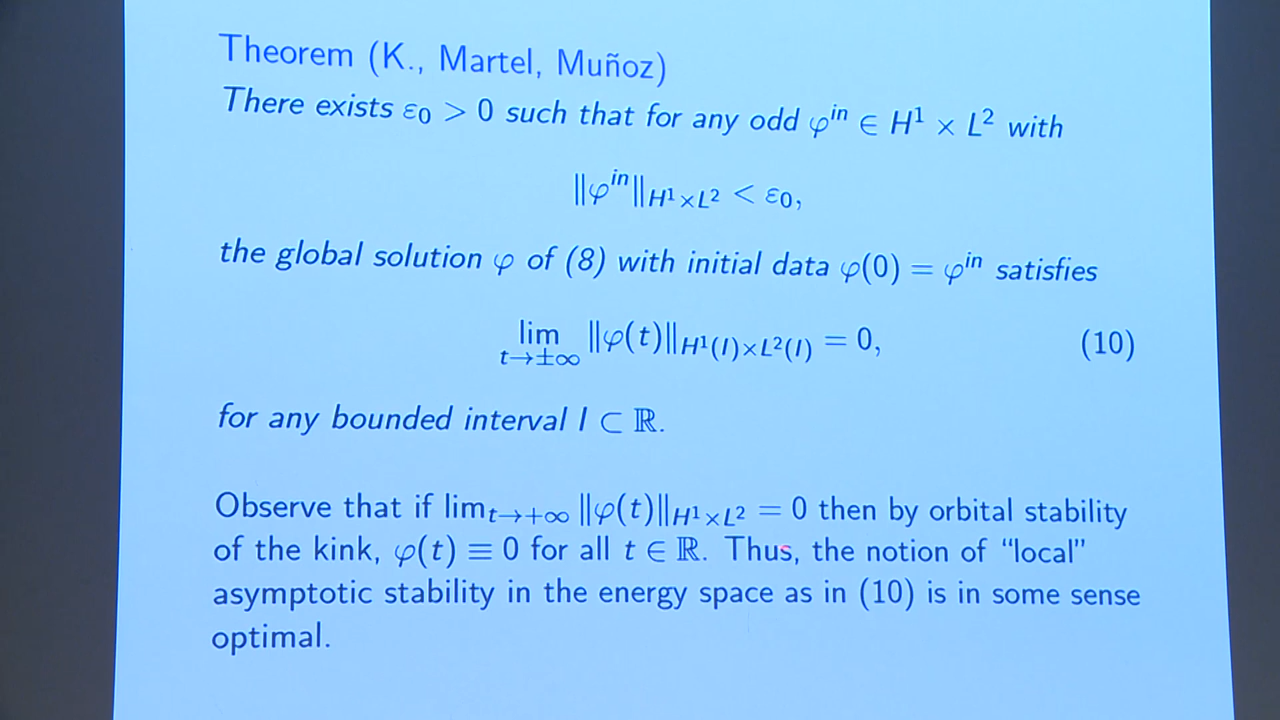 Theorem (K., Martel, Muñoz)
There exists ε₀ > 0 such that for any odd φⁱⁿ ∈ H¹ × L² with
‖φⁱⁿ‖_{H¹×L²} < ε₀,
the global solution φ of (8) with initial data φ(0) = φⁱⁿ satisfies
lim_{t→±∞} ‖φ(t)‖_{H¹(I)×L²(I)} = 0, (10)
for any bounded interval I ⊂ ℝ.
Observe that if lim_{t→+∞} ‖φ(t)‖_{H¹×L²} = 0 then by orbital stability
of the kink, φ(t) ≡ 0 for all t ∈ ℝ. Thus, the notion of “local”
asymptotic stability in the energy space as in (10) is in some sense
optimal.